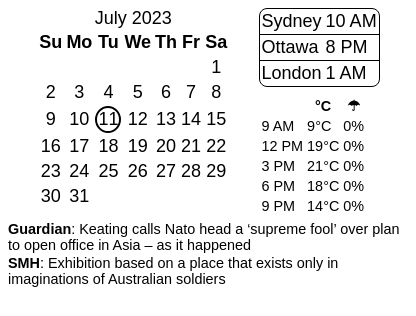 July 2023
Su Mo Tu We Th Fr Sa
1
2 3 4 5 6 7 8
9 10 11 12 13 14 15
16 17 18 19 20 21 22
23 24 25 26 27 28 29
30 31
Sydney 10 AM
Ottawa 8 PM
London 1 AM
°C ☂
9 AM 9°C 0%
12 PM 19°C 0%
3 PM 21°C 0%
6 PM 18°C 0%
9 PM 14°C 0%
Guardian: Keating calls Nato head a ‘supreme fool’ over plan
to open office in Asia – as it happened
SMH: Exhibition based on a place that exists only in
imaginations of Australian soldiers